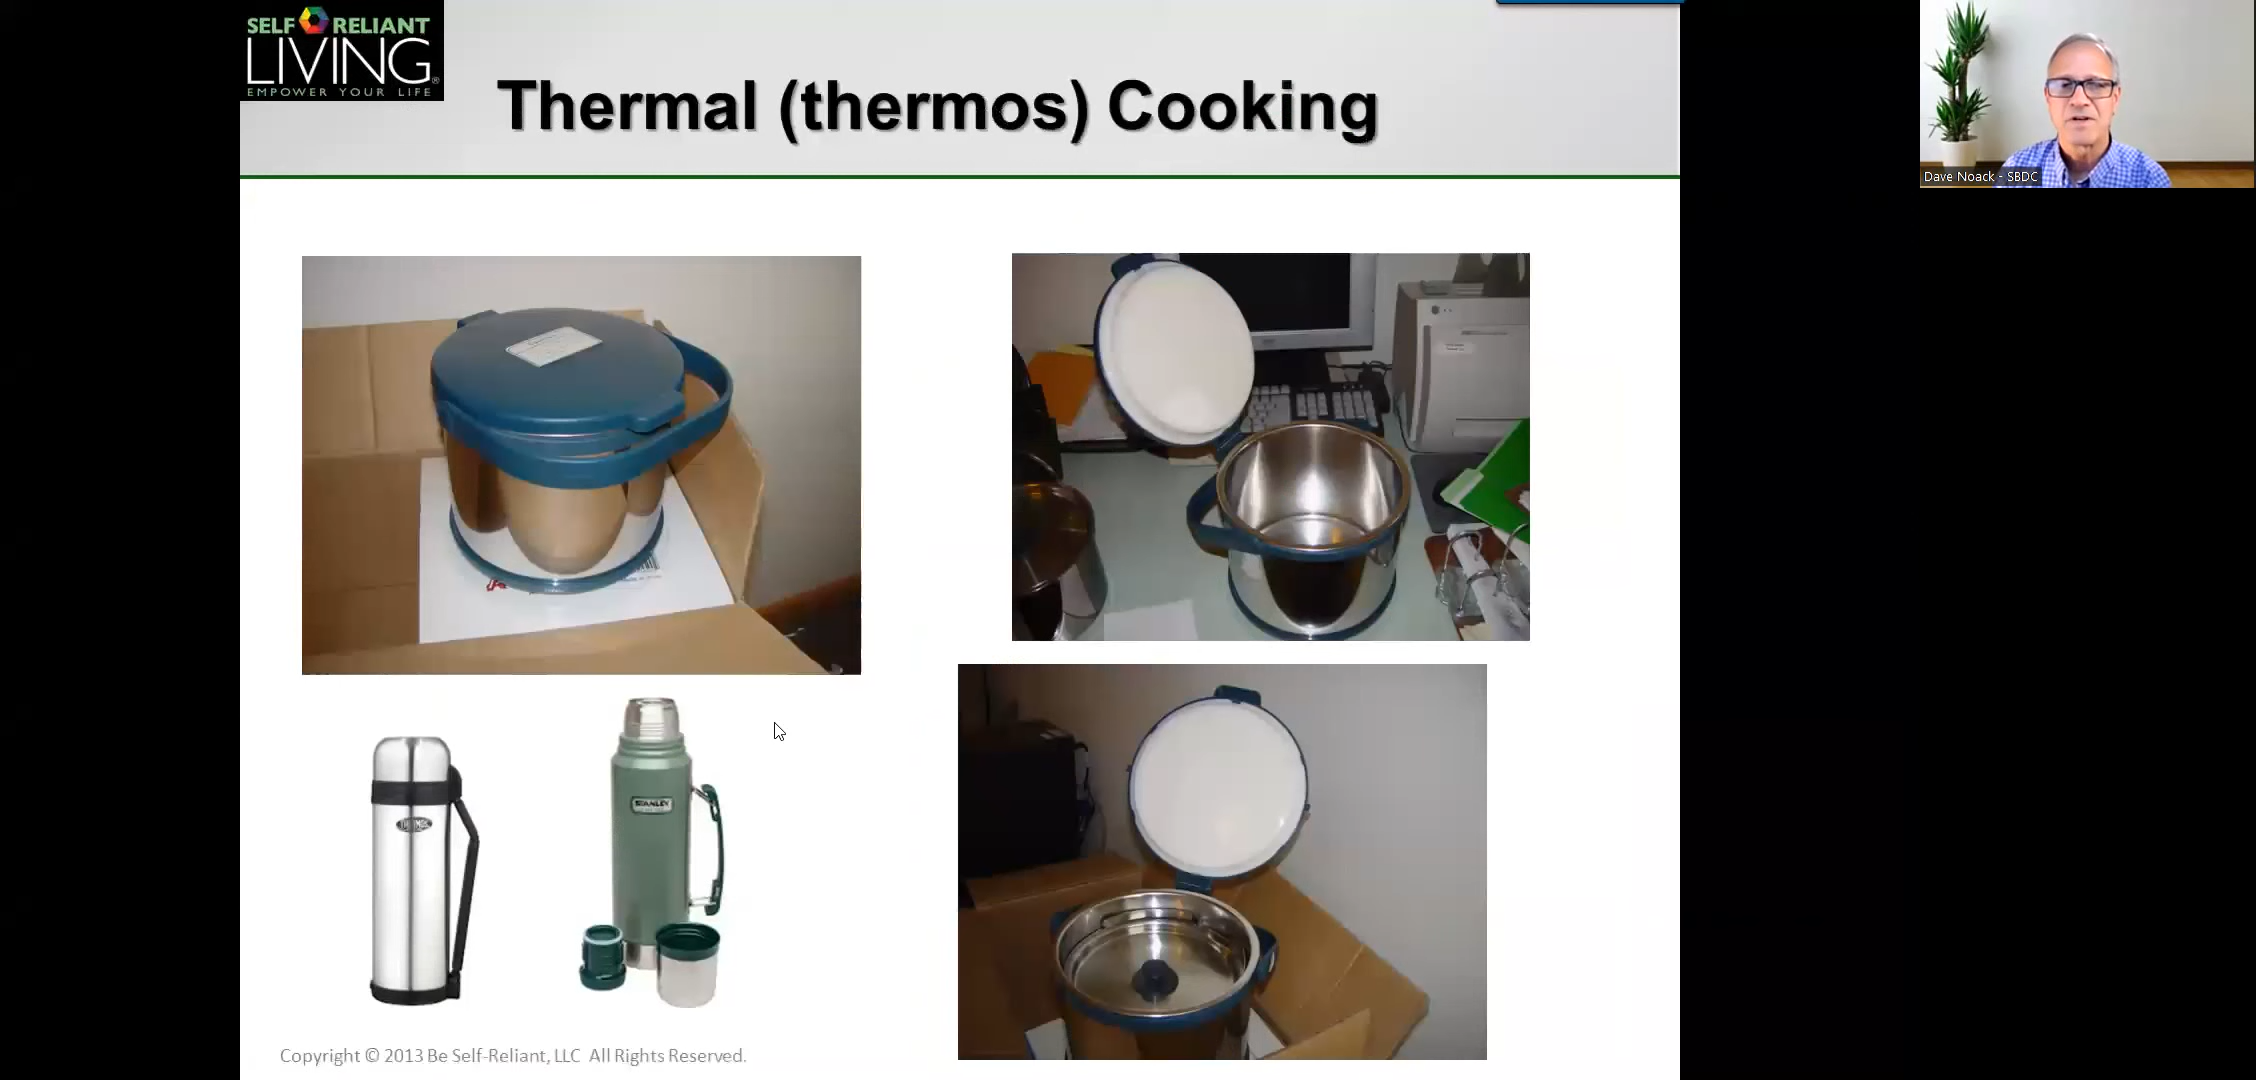 SELF RELIANT
LIVING®
EMPOWER YOUR LIFE
Thermal (thermos) Cooking
Dave Noack - SBDC
THERMOS
STANLEY
Copyright © 2013 Be Self-Reliant, LLC All Rights Reserved.